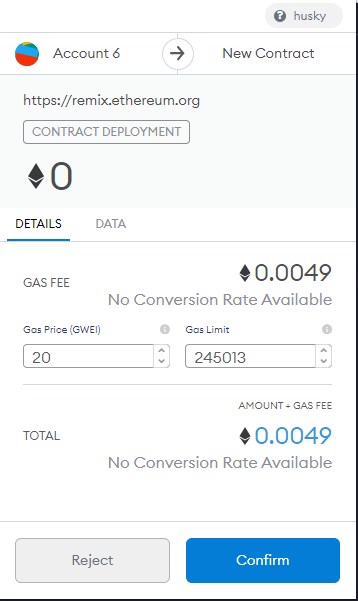 husky
Account 6
New Contract
https://remix.ethereum.org
CONTRACT DEPLOYMENT
0
DETAILS
DATA
GAS FEE
0.0049
No Conversion Rate Available
Gas Price (GWEI)
Gas Limit
20
245013
AMOUNT + GAS FEE
TOTAL
0.0049
No Conversion Rate Available
Reject
Confirm